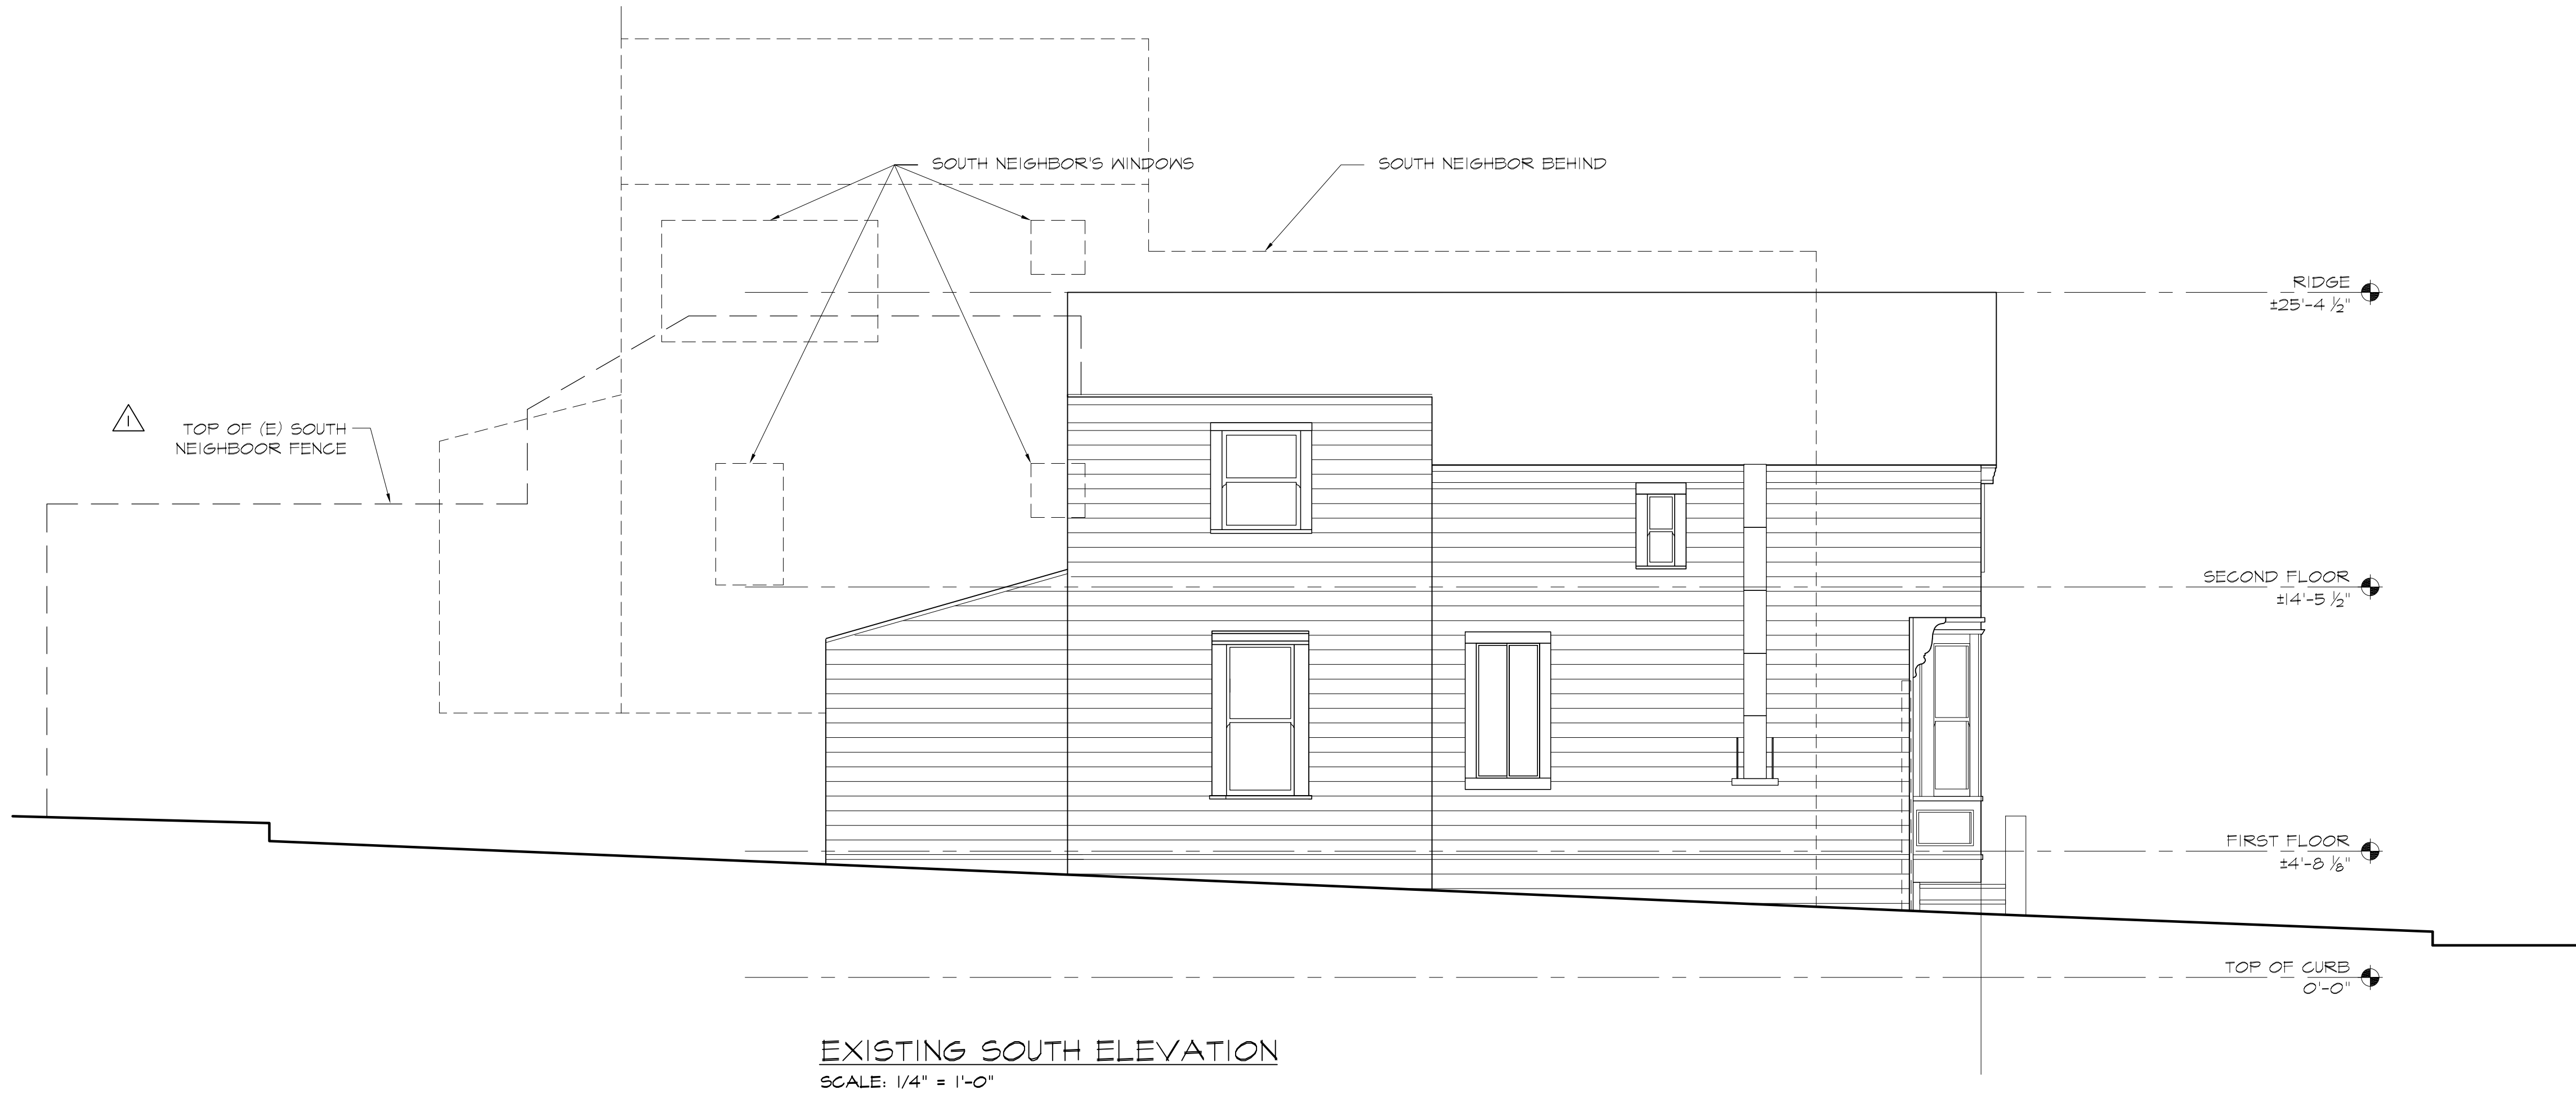 SOUTH NEIGHBOR'S WINDOWS
SOUTH NEIGHBOR BEHIND
RIDGE
±25'-4 ½"
1
TOP OF (E) SOUTH
NEIGHBOOR FENCE
SECOND FLOOR
±14'-5 ½"
FIRST FLOOR
±4'-8 ⅛"
TOP OF CURB
0'-0"
EXISTING SOUTH ELEVATION
SCALE: 1/4" = 1'-0"